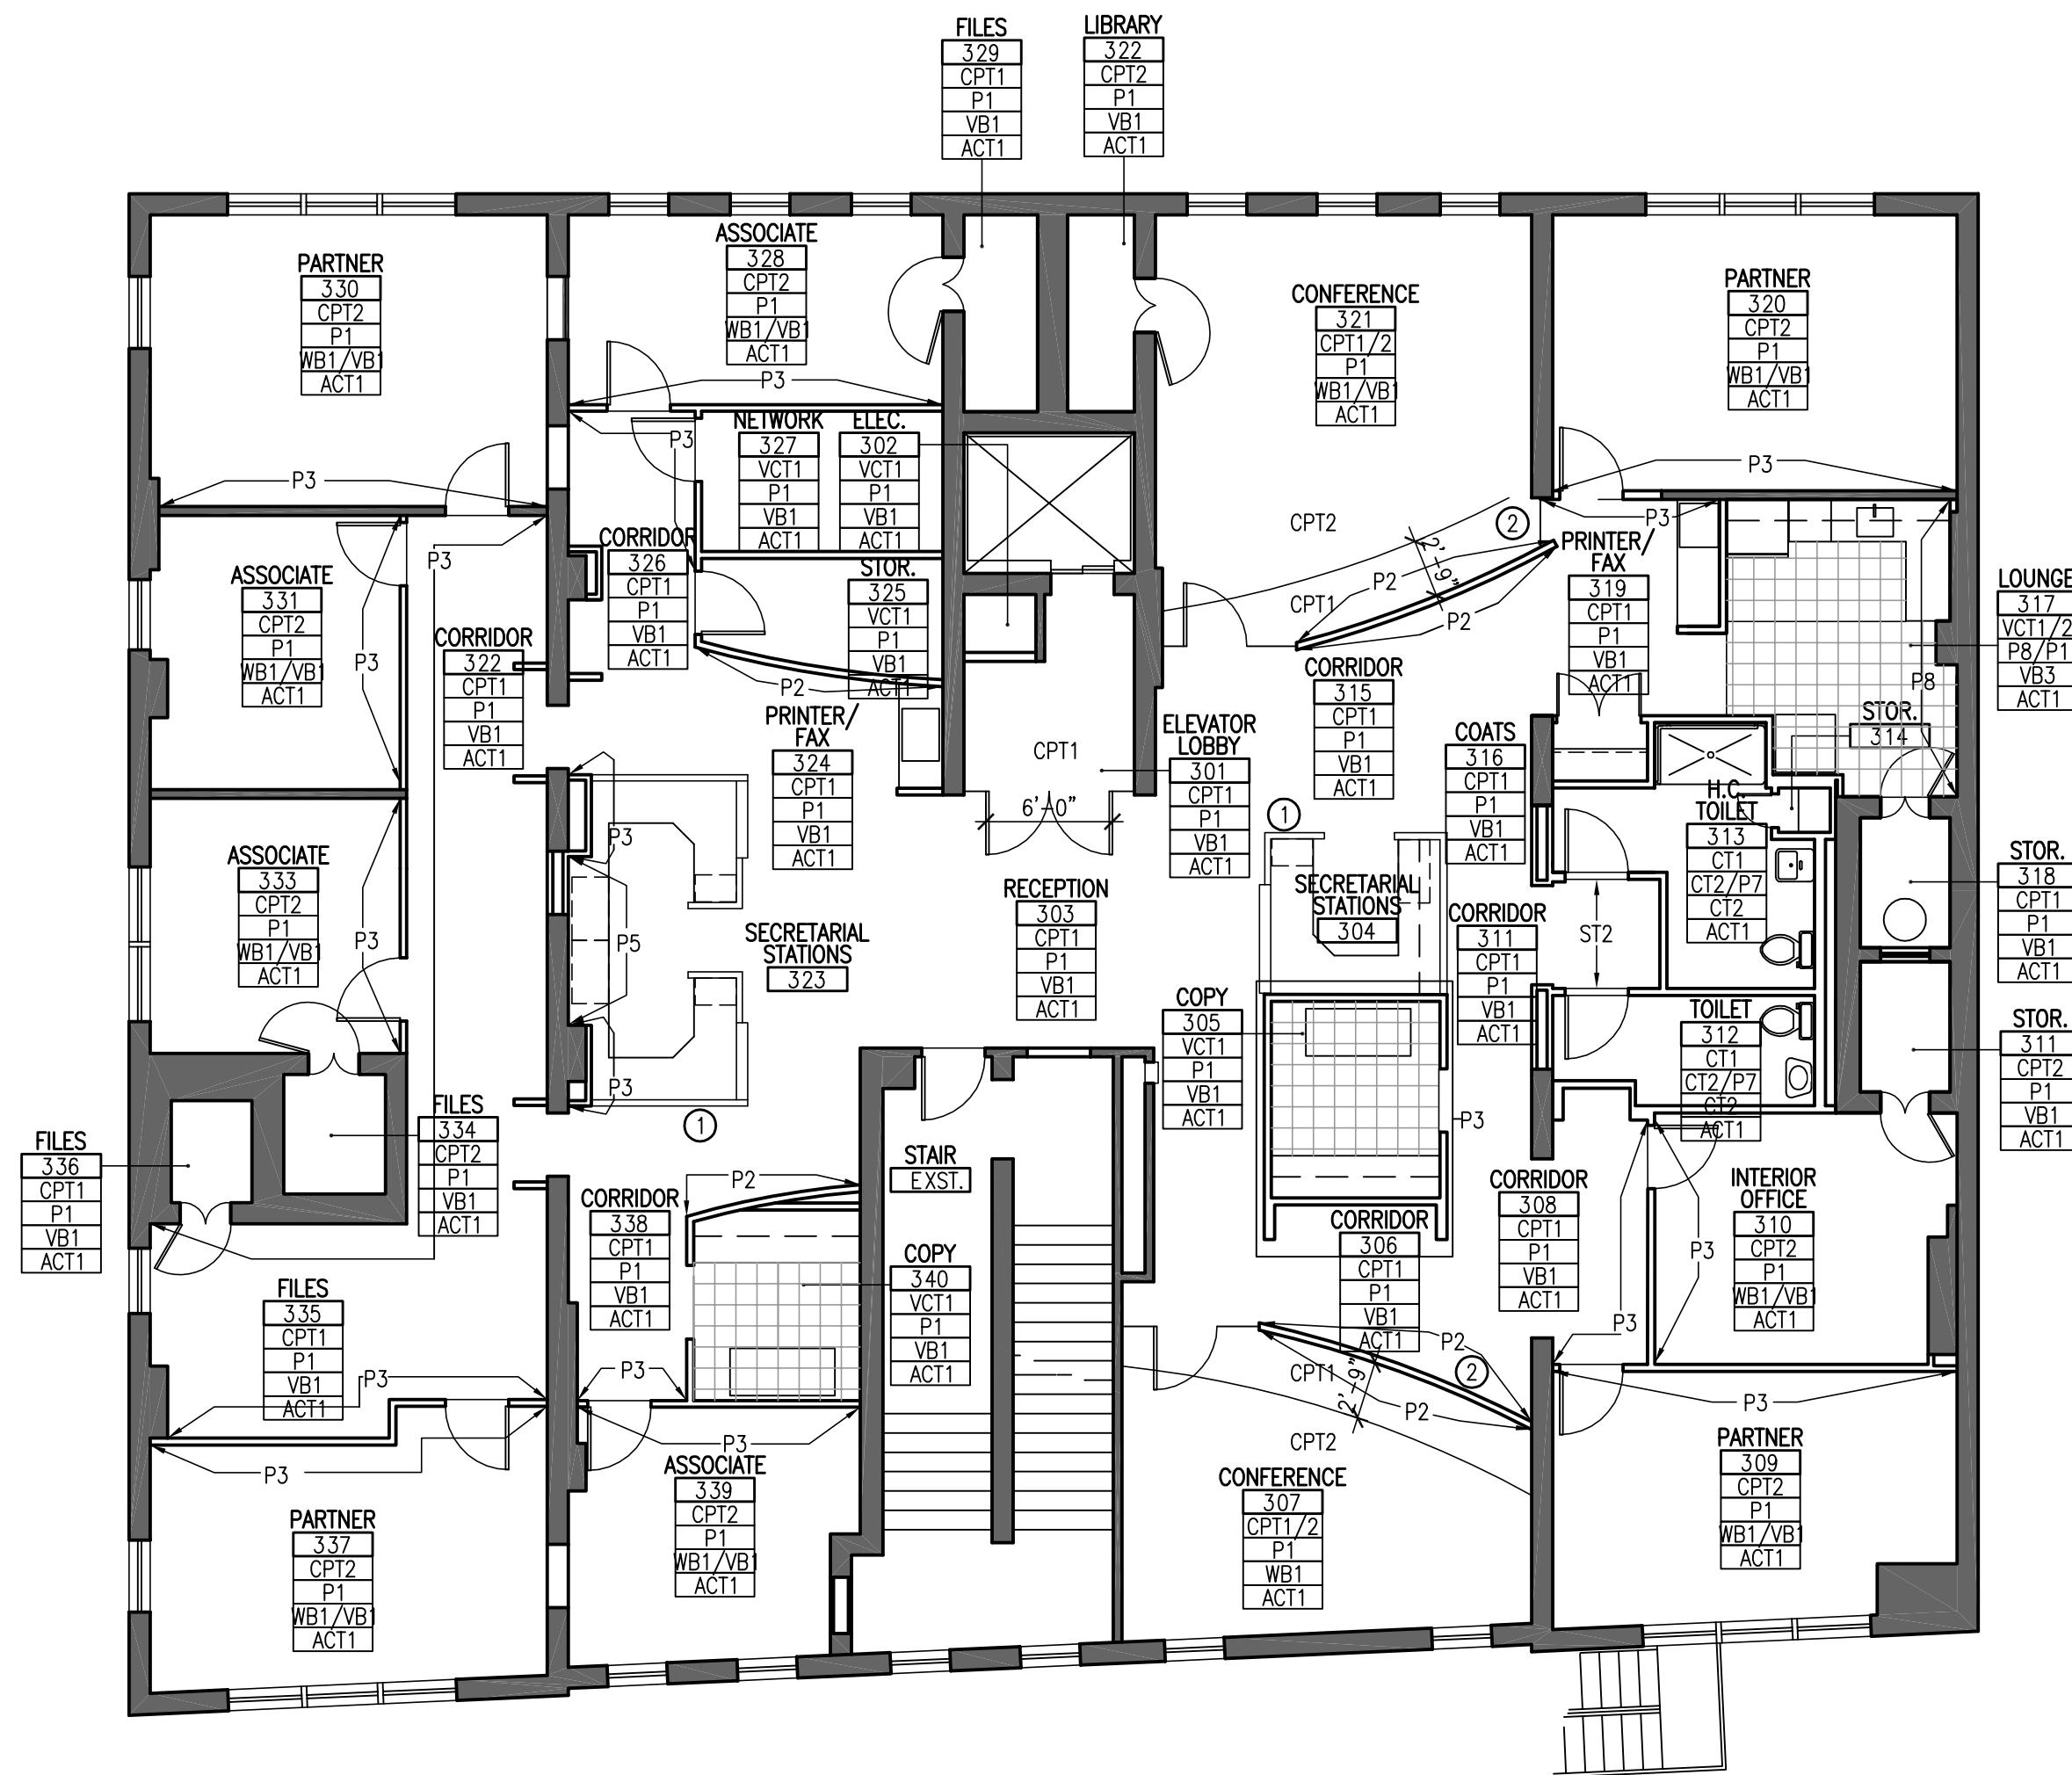 FILES
329
CPT1
P1
VB1
ACT1
LIBRARY
322
CPT2
P1
VB1
ACT1
PARTNER
330
CPT2
P1
WB1/VB1
ACT1
P3
ASSOCIATE
328
CPT2
P1
WB1/VB1
ACT1
P3
CONFERENCE
321
CPT1/2
P1
WB1/VB1
ACT1
PARTNER
320
CPT2
P1
WB1/VB1
ACT1
P3
P3
NETWORK
327
VCT1
P1
VB1
ACT1
ELEC.
302
VCT1
P1
VB1
ACT1
CPT2
2
2'-9"
P2
CPT1
P2
P3
PRINTER/
FAX
319
CPT1
P1
VB1
ACT1
LOUNGE
317
VCT1/2
P8/P1
VB3
ACT1
P8
P3
ASSOCIATE
331
CPT2
P1
WB1/VB1
ACT1
P3
CORRIDOR
326
CPT1
P1
VB1
ACT1
STOR.
325
VCT1
P1
VB1
ACT1
P2
CORRIDOR
322
CPT1
P1
VB1
ACT1
PRINTER/
FAX
324
CPT1
P1
VB1
ACT1
CPT1
6'-0"
ELEVATOR
LOBBY
301
CPT1
P1
VB1
ACT1
CORRIDOR
315
CPT1
P1
VB1
ACT1
COATS
316
CPT1
P1
VB1
ACT1
STOR.
314
H.C.
TOILET
313
CT1
CT2/P7
CT2
ACT1
STOR.
318
CPT1
P1
VB1
ACT1
ASSOCIATE
333
CPT2
P1
WB1/VB1
ACT1
P3
P3
P5
P3
SECRETARIAL
STATIONS
323
1
RECEPTION
303
CPT1
P1
VB1
ACT1
1
SECRETARIAL
STATIONS
304
CORRIDOR
311
CPT1
P1
VB1
ACT1
ST2
COPY
305
VCT1
P1
VB1
ACT1
P3
TOILET
312
CT1
CT2/P7
CT2
ACT1
STOR.
311
CPT2
P1
VB1
ACT1
FILES
336
CPT1
P1
VB1
ACT1
FILES
334
CPT2
P1
VB1
ACT1
STAIR
EXST.
P2
CORRIDOR
338
CPT1
P1
VB1
ACT1
COPY
340
VCT1
P1
VB1
ACT1
CORRIDOR
306
CPT1
P1
VB1
ACT1
CORRIDOR
308
CPT1
P1
VB1
ACT1
INTERIOR
OFFICE
310
CPT2
P1
WB1/VB1
ACT1
P3
P3
FILES
335
CPT1
P1
VB1
ACT1
P3
P3
P3
P3
P2
CPT1
2
2'-9"
P2
CPT2
P3
PARTNER
337
CPT2
P1
WB1/VB1
ACT1
ASSOCIATE
339
CPT2
P1
WB1/VB1
ACT1
CONFERENCE
307
CPT1/2
P1
WB1
ACT1
PARTNER
309
CPT2
P1
WB1/VB1
ACT1